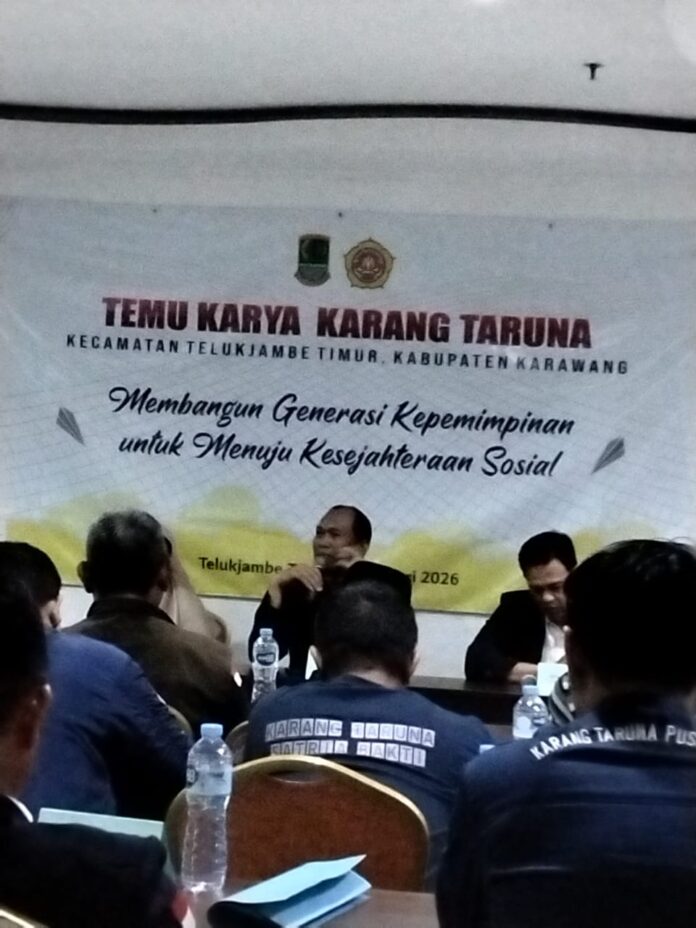 TEMU KARYA KARANG TARUNA
KECAMATAN TELUKJAMBE TIMUR, KABUPATEN KARAWANG
Membangun Generasi Kepemimpinan
untuk Menuju Kesejahteraan Sosial
Telukjambe 2026
KARANG TARUNA
SATRIA BAKTI
KARANG TARUNA